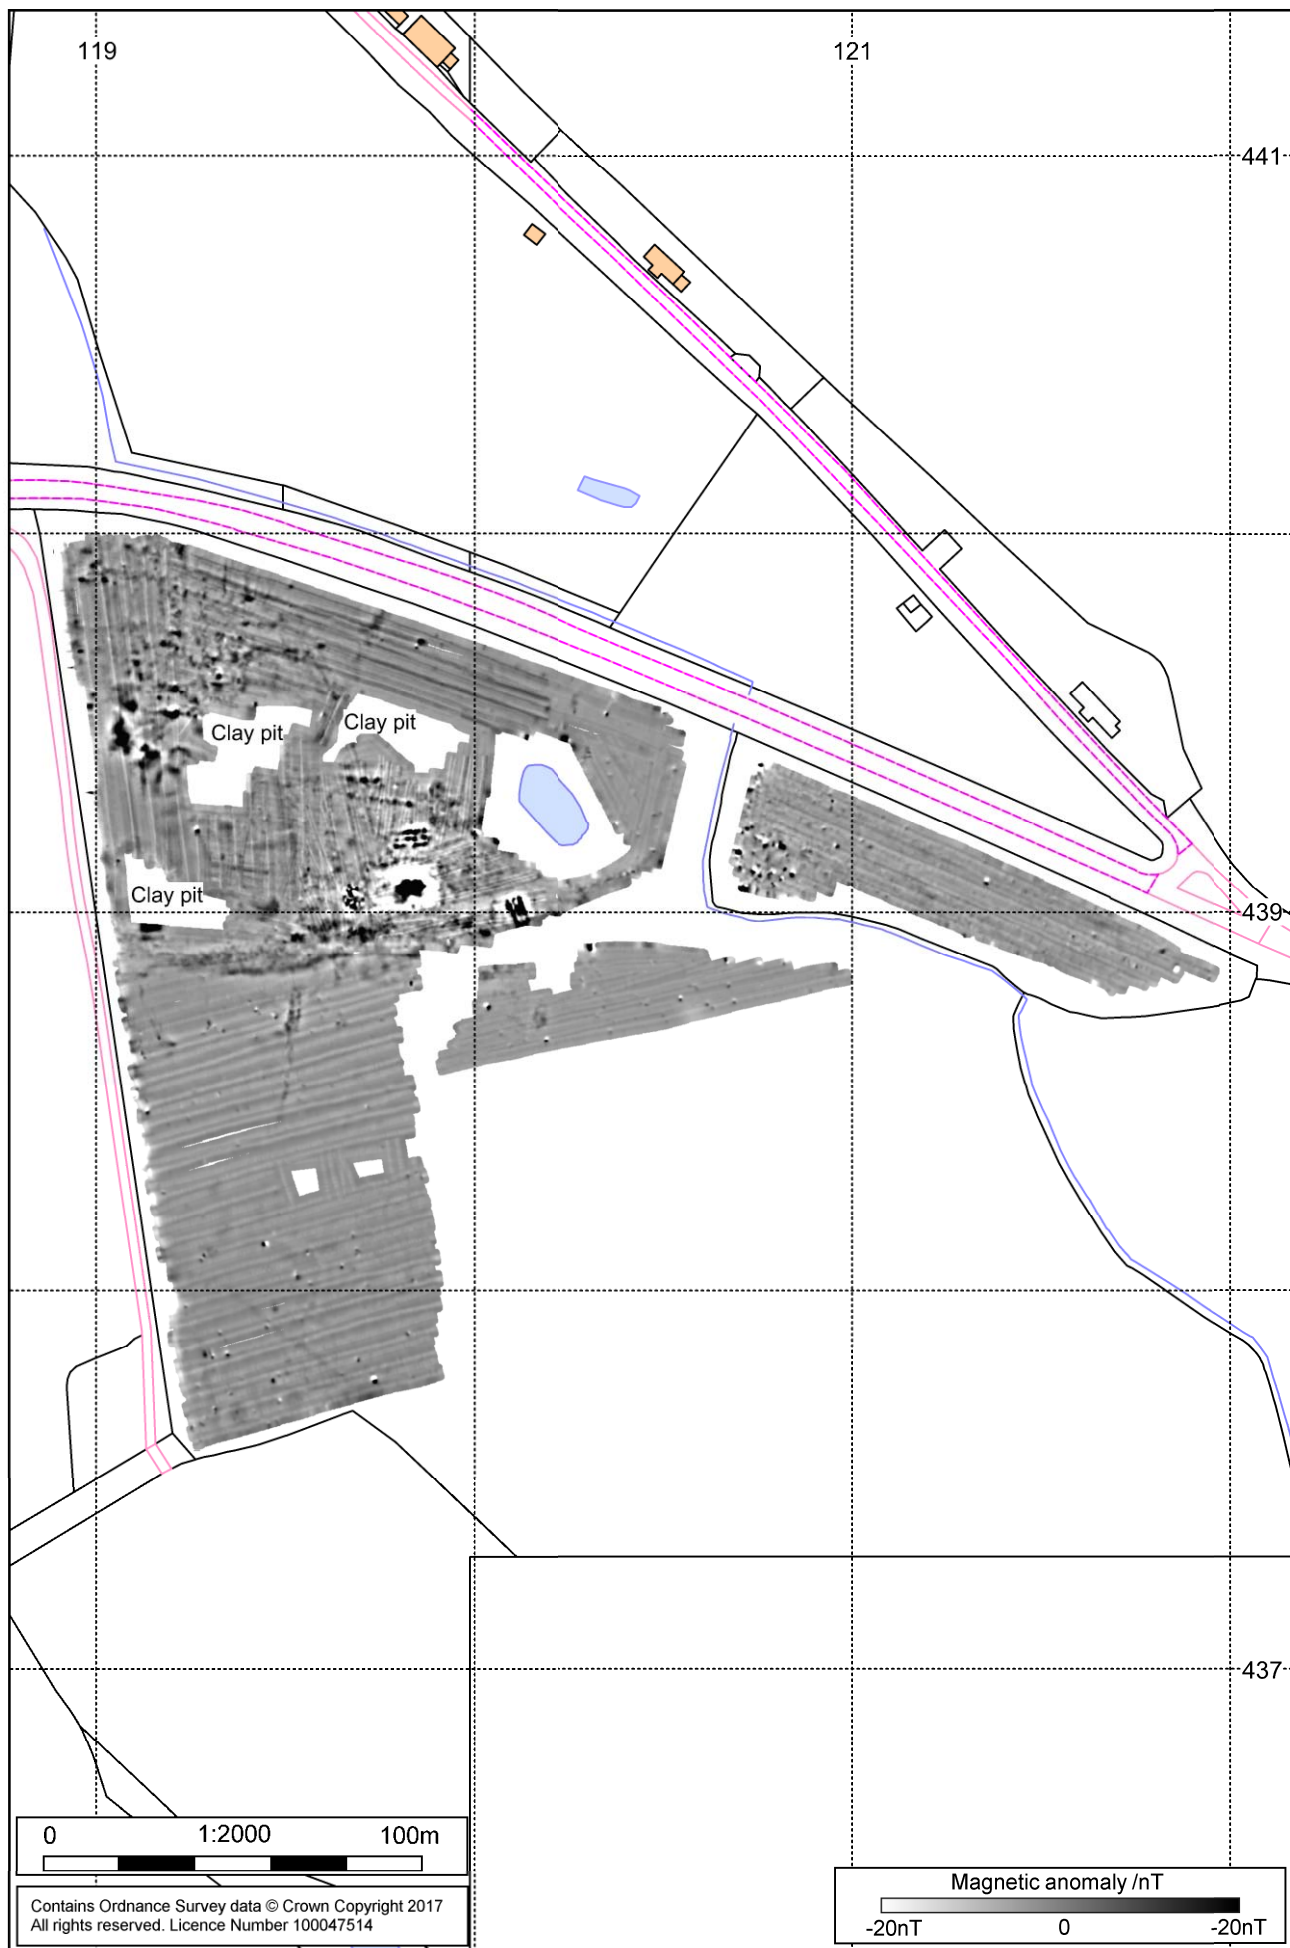 119
121
441
Clay pit
Clay pit
Clay pit
439
437
0 1:2000 100m
Contains Ordnance Survey data © Crown Copyright 2017
All rights reserved. Licence Number 100047514
Magnetic anomaly /nT
-20nT 0 -20nT